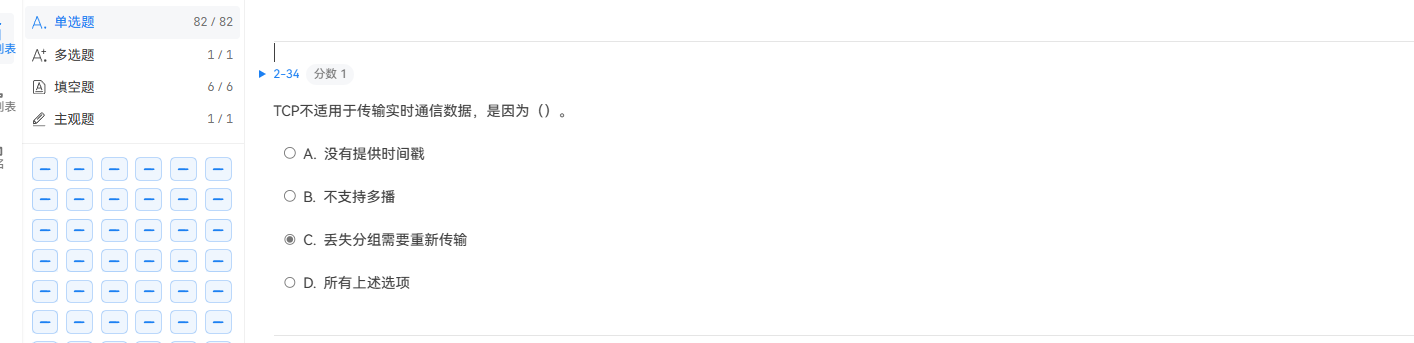 单选题 82 / 82
多选题 1 / 1
填空题 6 / 6
主观题 1 / 1
列表
2-34 分数 1
TCP不适用于传输实时通信数据，是因为（）。
A. 没有提供时间戳
B. 不支持多播
C. 丢失分组需要重新传输
D. 所有上述选项